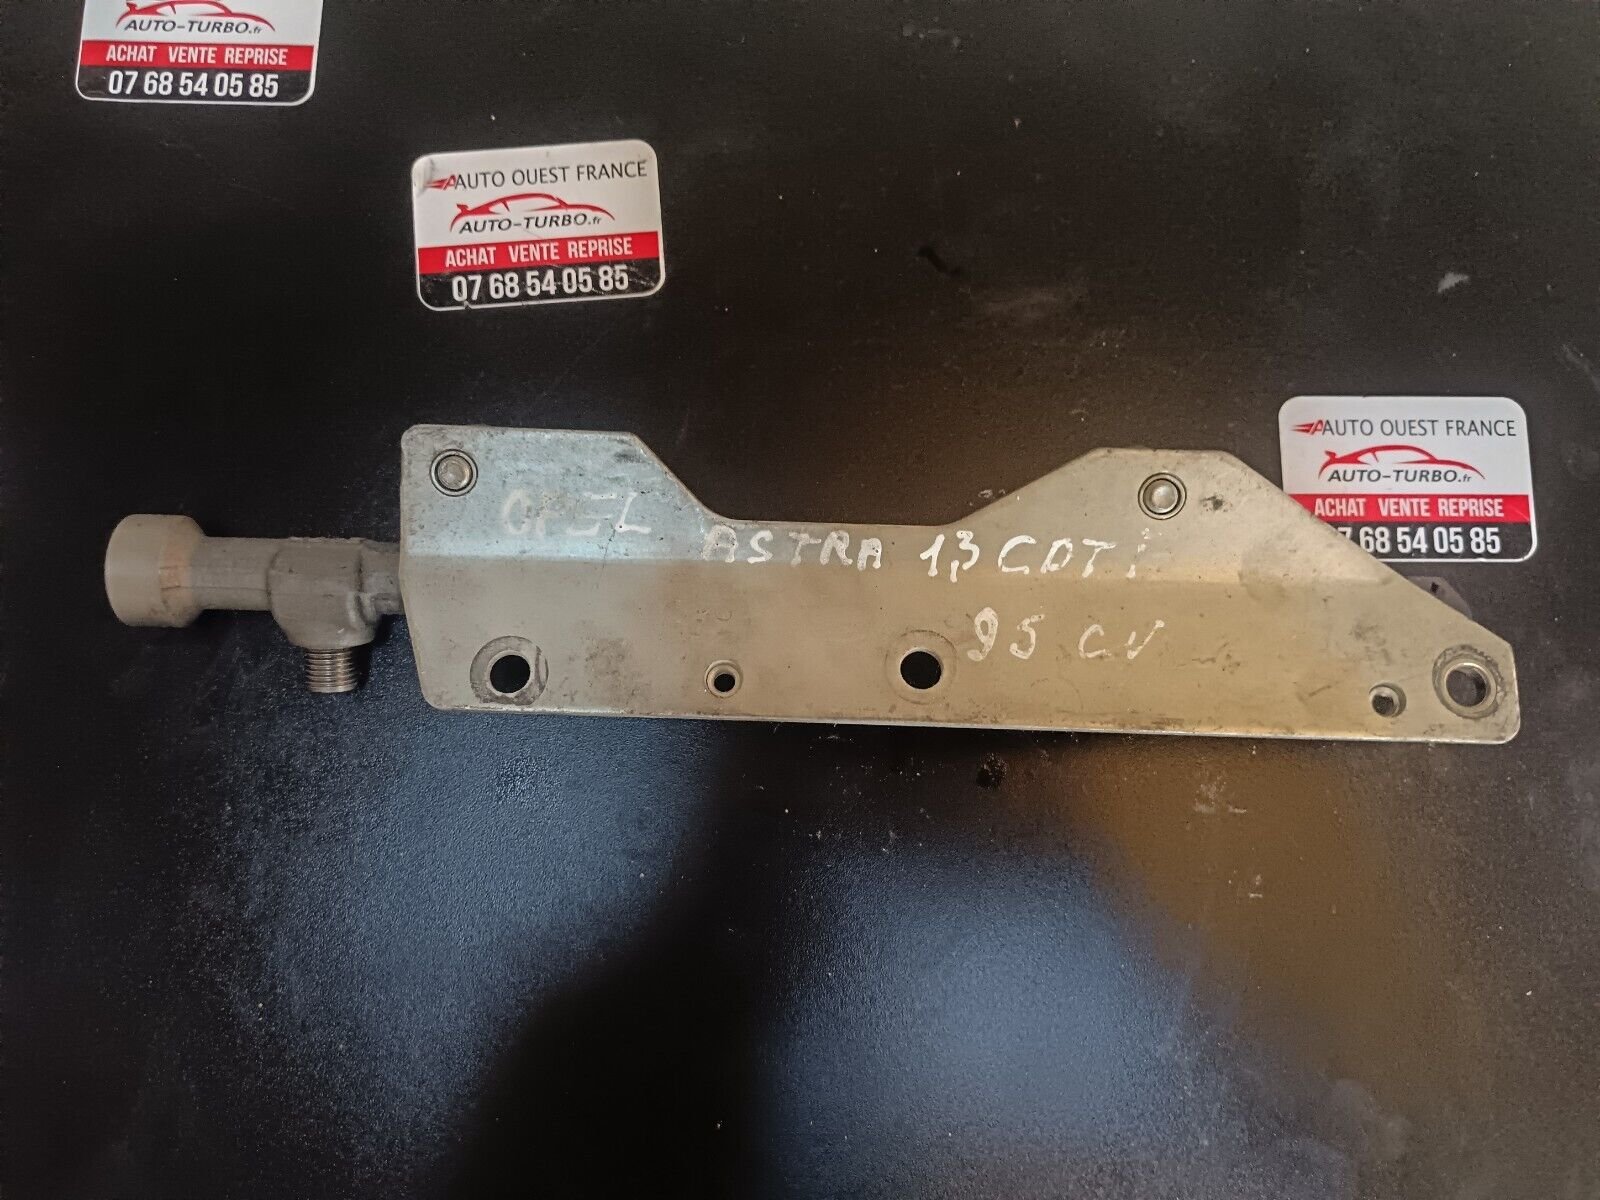 AUTO-TURBO.fr
ACHAT VENTE REPRISE
07 68 54 05 85
AUTO OUEST FRANCE
AUTO-TURBO.fr
ACHAT VENTE REPRISE
07 68 54 05 85
AUTO OUEST FRANCE
AUTO-TURBO.fr
ACHAT VENTE REPRISE
7 68 54 05 85
OPEL
ASTRA 1,3 CDTi
95 CV